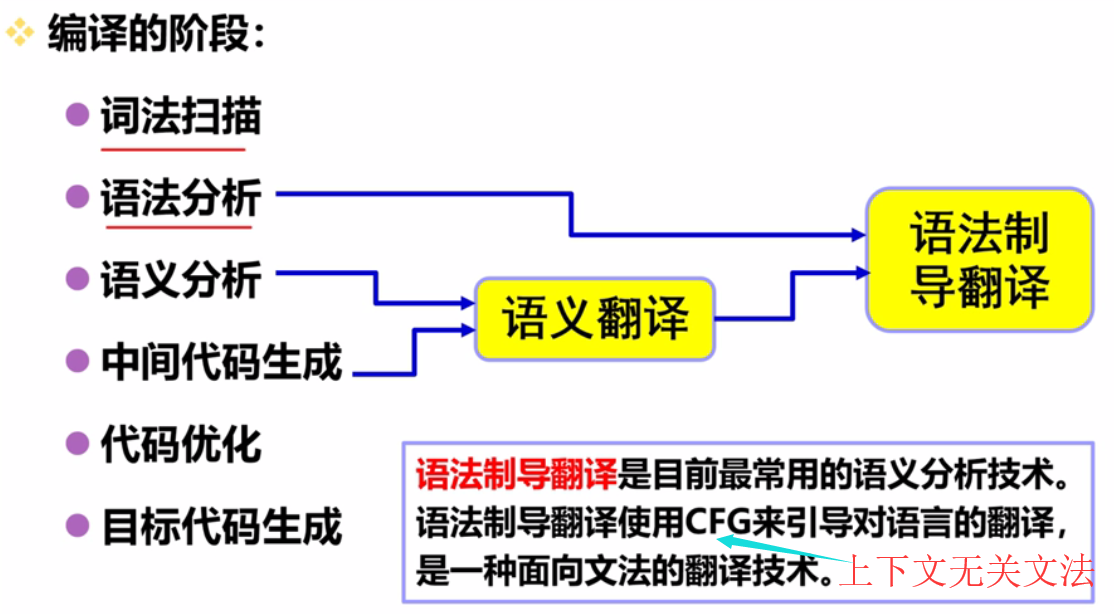 编译的阶段：
词法扫描
语法分析
语义分析
中间代码生成
代码优化
目标代码生成
语义翻译
语法制
导翻译
语法制导翻译是目前最常用的语义分析技术。
语法制导翻译使用CFG来引导对语言的翻译，
是一种面向文法的翻译技术。
上下文无关文法